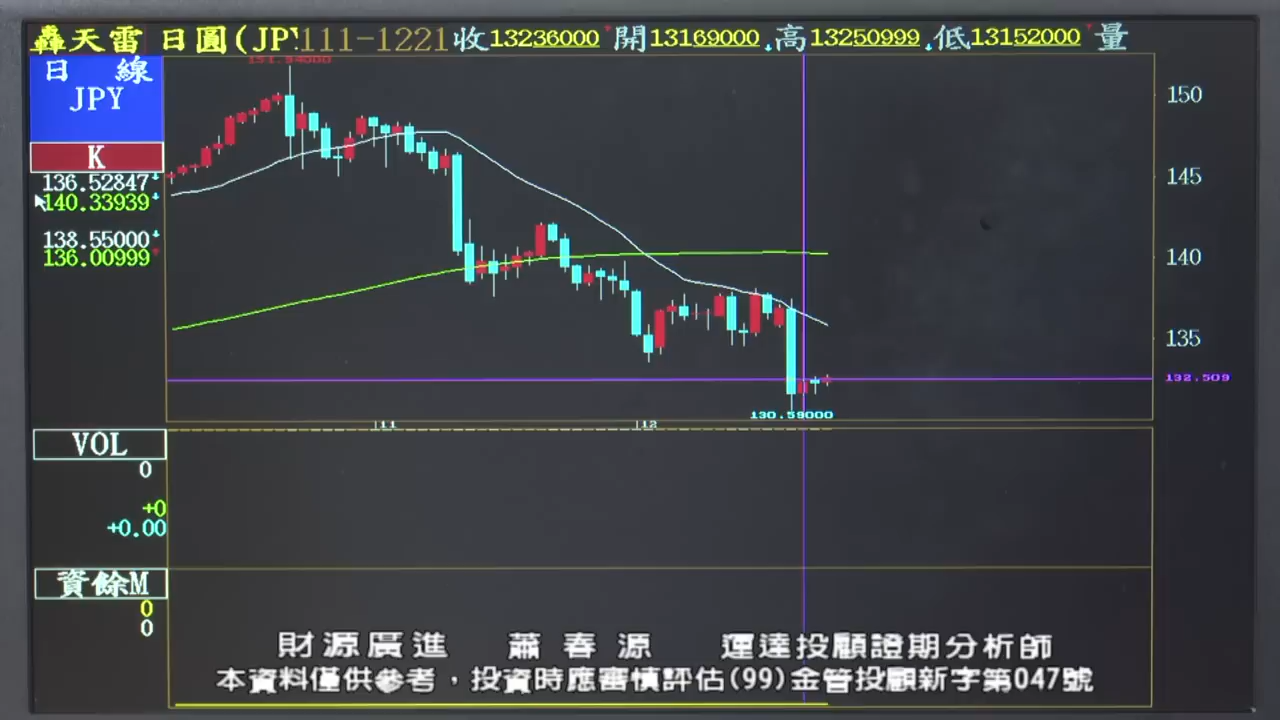 轟天雷 日圓(JPY 111-1221 收13236000 開13169000 高13250999 低13152000 量
日 線
JPY
151.94000
150
K
145
136.52847
140.33939
138.55000
136.00999
140
135
132.509
130.59000
11
12
VOL
0
+0
+0.00
資餘M
0
0
財源廣進 蕭春源 運達投顧證期分析師
本資料僅供參考，投資時應審慎評估(99)金管投顧新字第047號